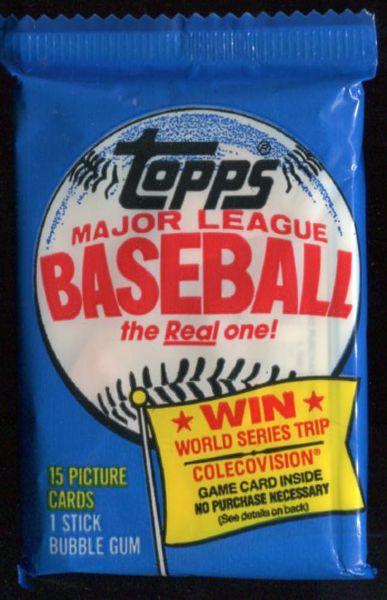 topps®
MAJOR LEAGUE
BASEBALL
the Real one!
★ WIN ★
WORLD SERIES TRIP
COLECOVISION®
GAME CARD INSIDE
NO PURCHASE NECESSARY
(See details on back)
15 PICTURE
CARDS
1 STICK
BUBBLE GUM